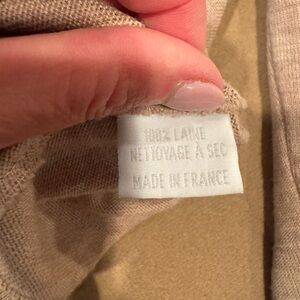 100% LAINE
NETTOYAGE A SEC
MADE IN FRANCE